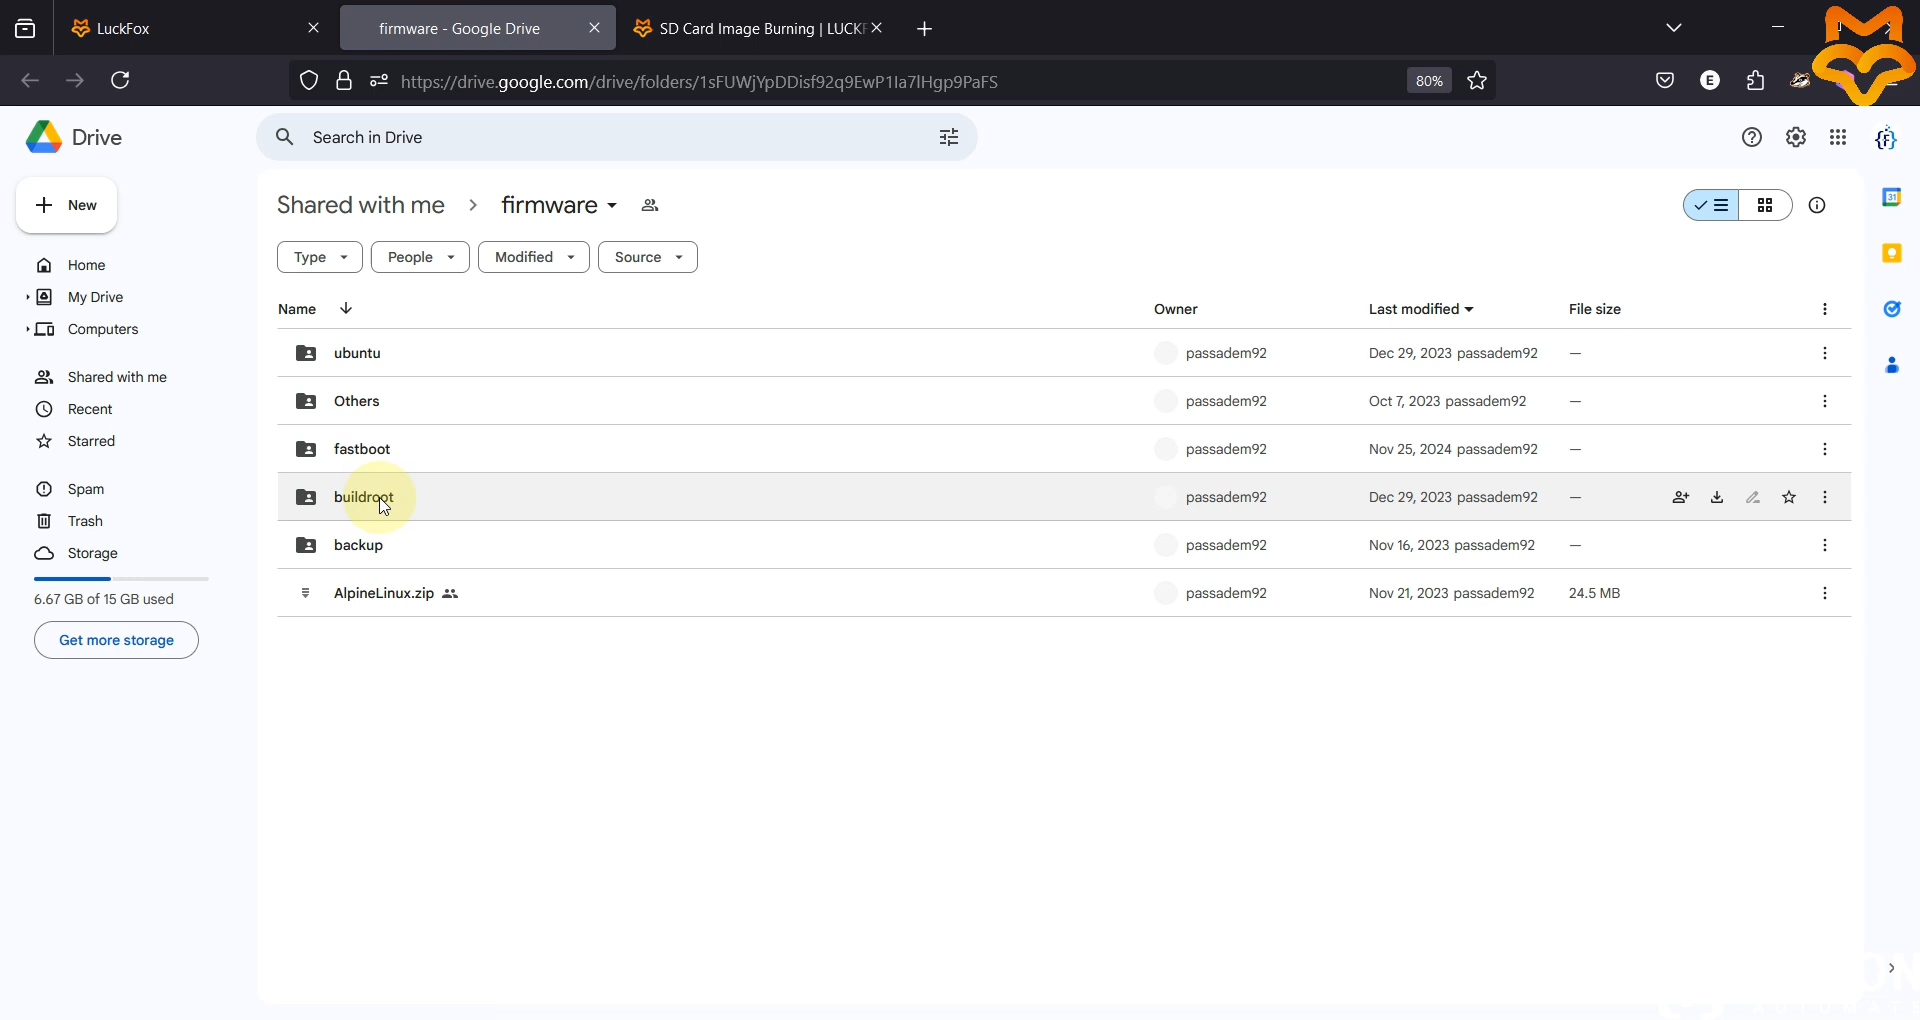 LuckFox
firmware - Google Drive
SD Card Image Burning | LUCKF
https://drive.google.com/drive/folders/1sFUWjYpDDisf92q9EwP1Ia7lHgp9PaFS
80%
E
Drive
Search in Drive
{F}
New
Home
My Drive
Computers
Shared with me
Recent
Starred
Spam
Trash
Storage
6.67 GB of 15 GB used
Get more storage
Shared with me > firmware
Type
People
Modified
Source
31
Name Owner Last modified File size
ubuntu passadem92 Dec 29, 2023 passadem92 —
Others passadem92 Oct 7, 2023 passadem92 —
fastboot passadem92 Nov 25, 2024 passadem92 —
buildroot passadem92 Dec 29, 2023 passadem92 —
backup passadem92 Nov 16, 2023 passadem92 —
AlpineLinux.zip passadem92 Nov 21, 2023 passadem92 24.5 MB